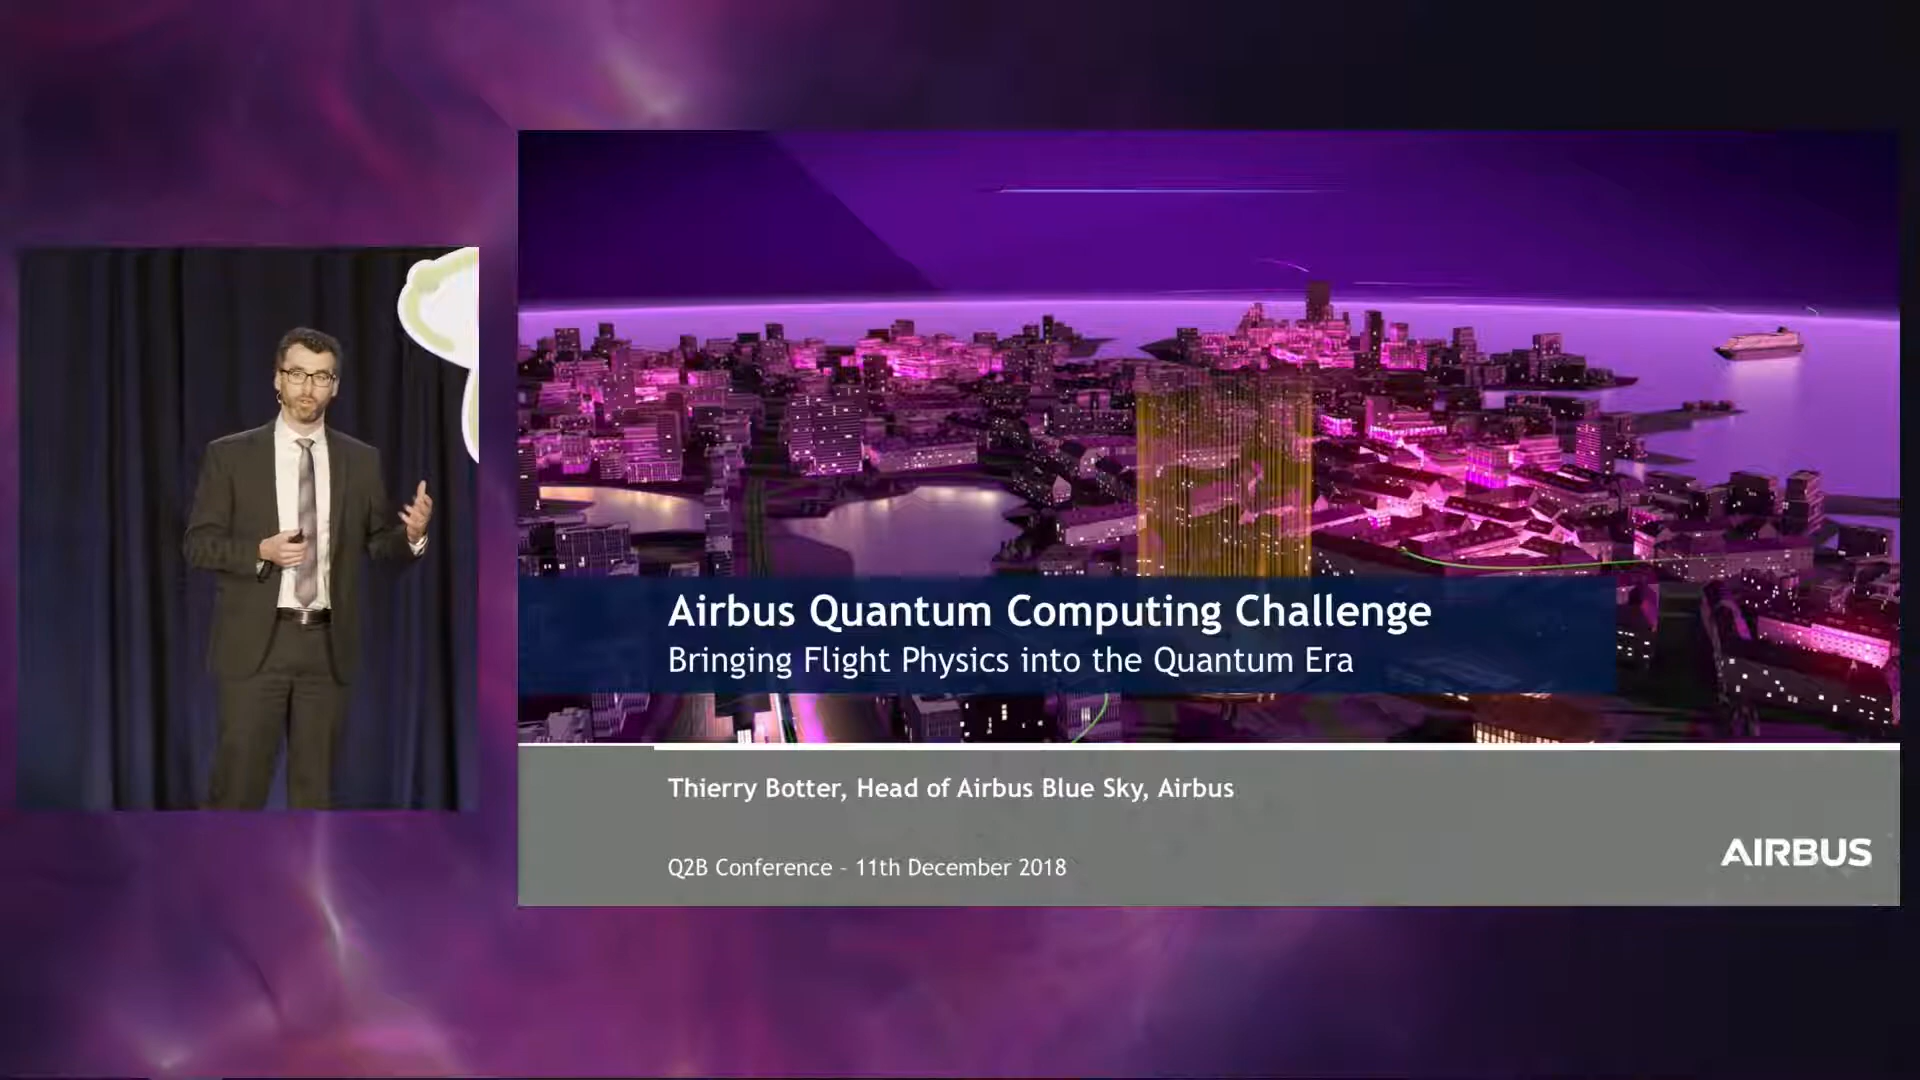 Airbus Quantum Computing Challenge
Bringing Flight Physics into the Quantum Era
Thierry Botter, Head of Airbus Blue Sky, Airbus
Q2B Conference - 11th December 2018
AIRBUS